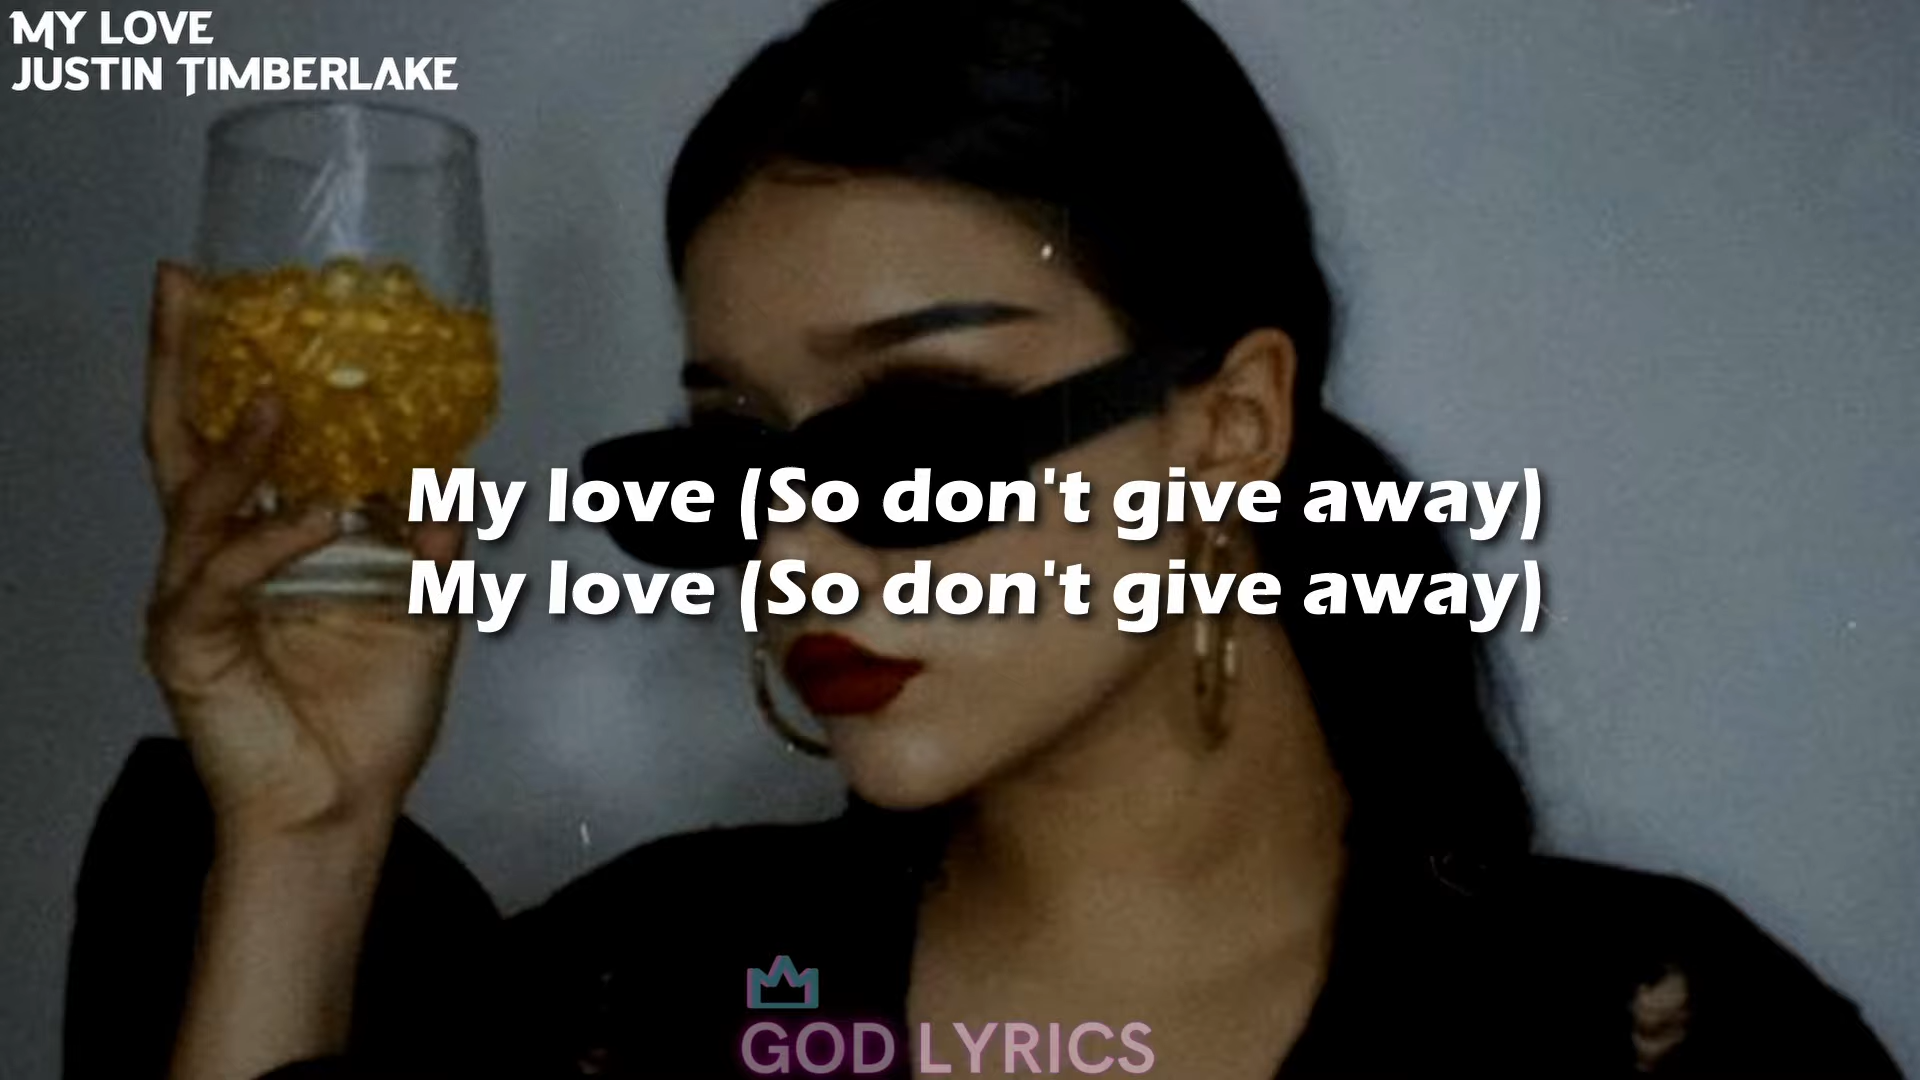 MY LOVE
JUSTIN TIMBERLAKE
My love (So don't give away)
My love (So don't give away)
GOD LYRICS